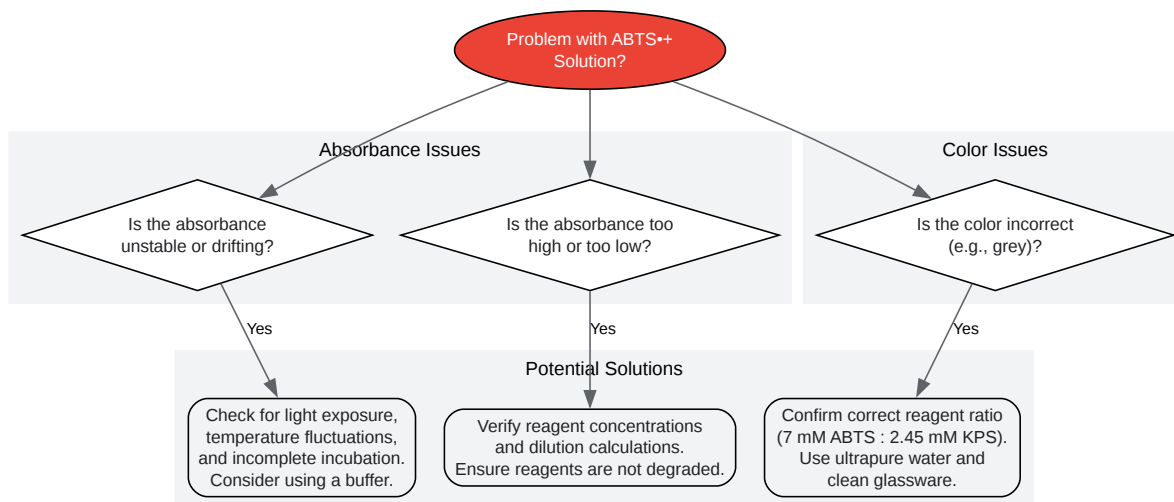 Problem with ABTS•+
Solution?
Absorbance Issues
Color Issues
Is the absorbance
unstable or drifting?
Is the absorbance too
high or too low?
Is the color incorrect
(e.g., grey)?
Yes
Yes
Yes
Potential Solutions
Check for light exposure,
temperature fluctuations,
and incomplete incubation.
Consider using a buffer.
Verify reagent concentrations
and dilution calculations.
Ensure reagents are not degraded.
Confirm correct reagent ratio
(7 mM ABTS : 2.45 mM KPS).
Use ultrapure water and
clean glassware.